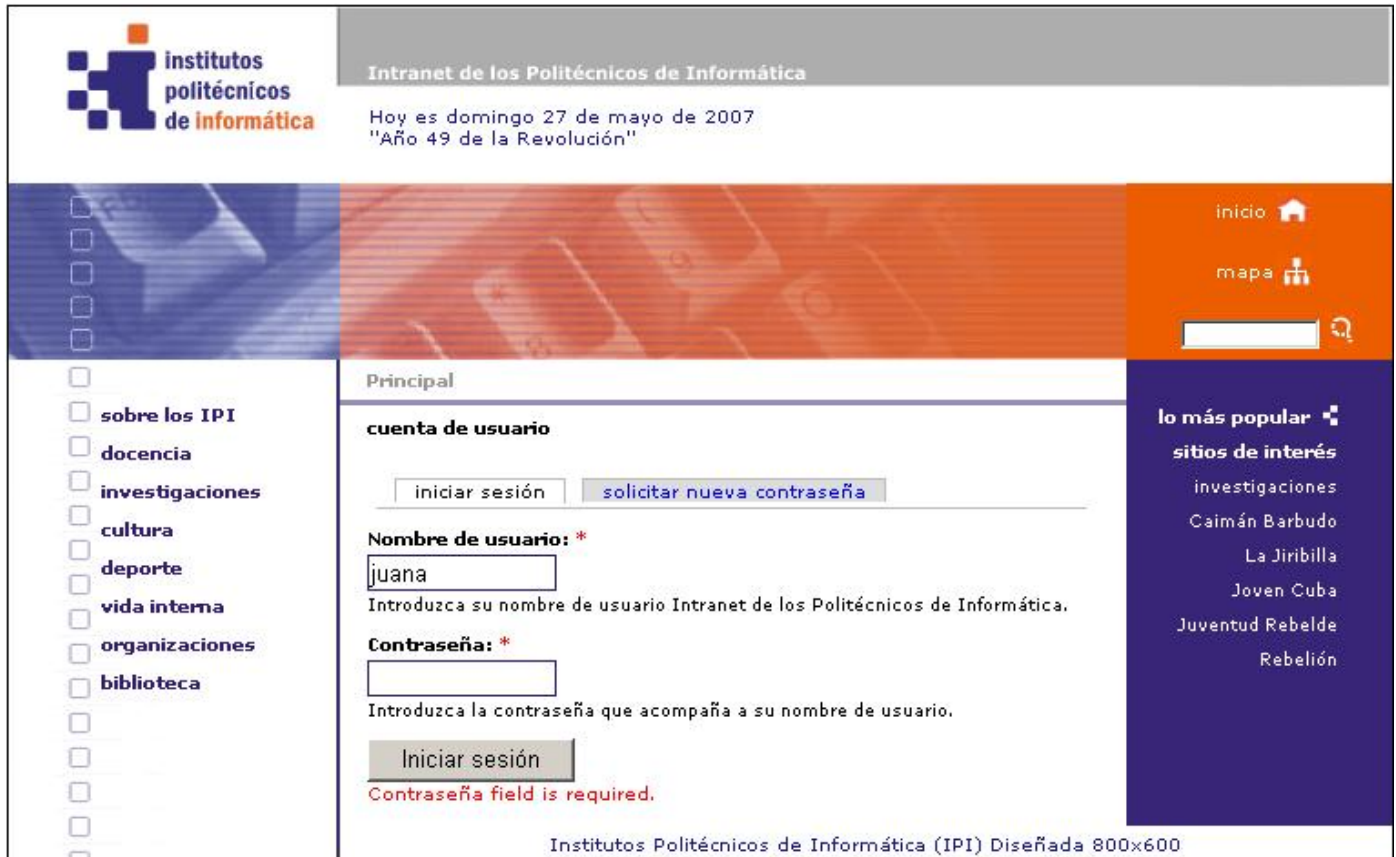 institutos
politécnicos
de informática
Intranet de los Politécnicos de Informática
Hoy es domingo 27 de mayo de 2007
"Año 49 de la Revolución"
inicio
mapa
Principal
sobre los IPI
docencia
investigaciones
cultura
deporte
vida interna
organizaciones
biblioteca
cuenta de usuario
iniciar sesión
solicitar nueva contraseña
Nombre de usuario: *
juana
Introduzca su nombre de usuario Intranet de los Politécnicos de Informática.
Contraseña: *
Introduzca la contraseña que acompaña a su nombre de usuario.
Iniciar sesión
Contraseña field is required.
lo más popular
sitios de interés
investigaciones
Caimán Barbudo
La Jiribilla
Joven Cuba
Juventud Rebelde
Rebelión
Institutos Politécnicos de Informática (IPI) Diseñada 800x600